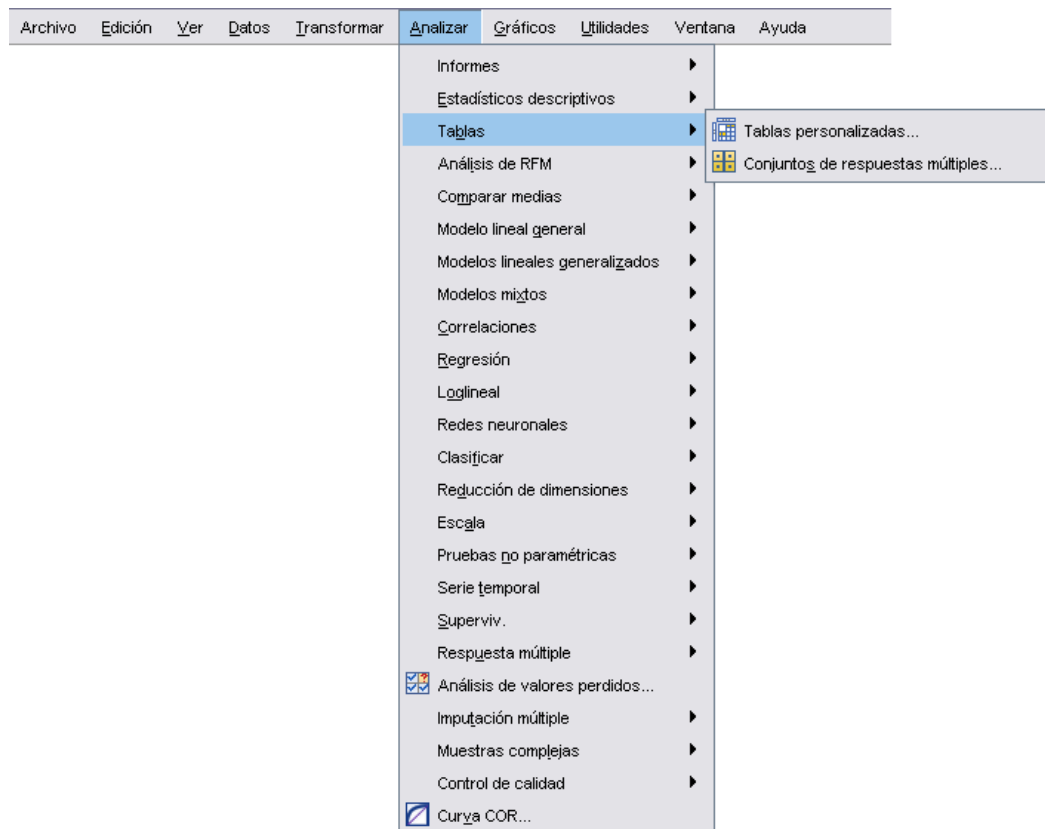 Archivo Edición Ver Datos Transformar Analizar Gráficos Utilidades Ventana Ayuda
Informes
Estadísticos descriptivos
Tablas
Tablas personalizadas...
Conjuntos de respuestas múltiples...
Análisis de RFM
Comparar medias
Modelo lineal general
Modelos lineales generalizados
Modelos mixtos
Correlaciones
Regresión
Loglineal
Redes neuronales
Clasificar
Reducción de dimensiones
Escala
Pruebas no paramétricas
Serie temporal
Superviv.
Respuesta múltiple
Análisis de valores perdidos...
Imputación múltiple
Muestras complejas
Control de calidad
Curva COR...